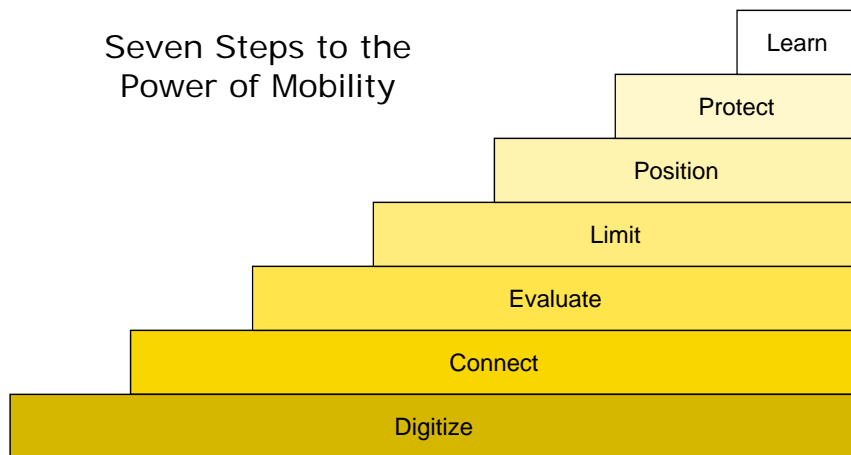 Seven Steps to the
Power of Mobility
Learn
Protect
Position
Limit
Evaluate
Connect
Digitize